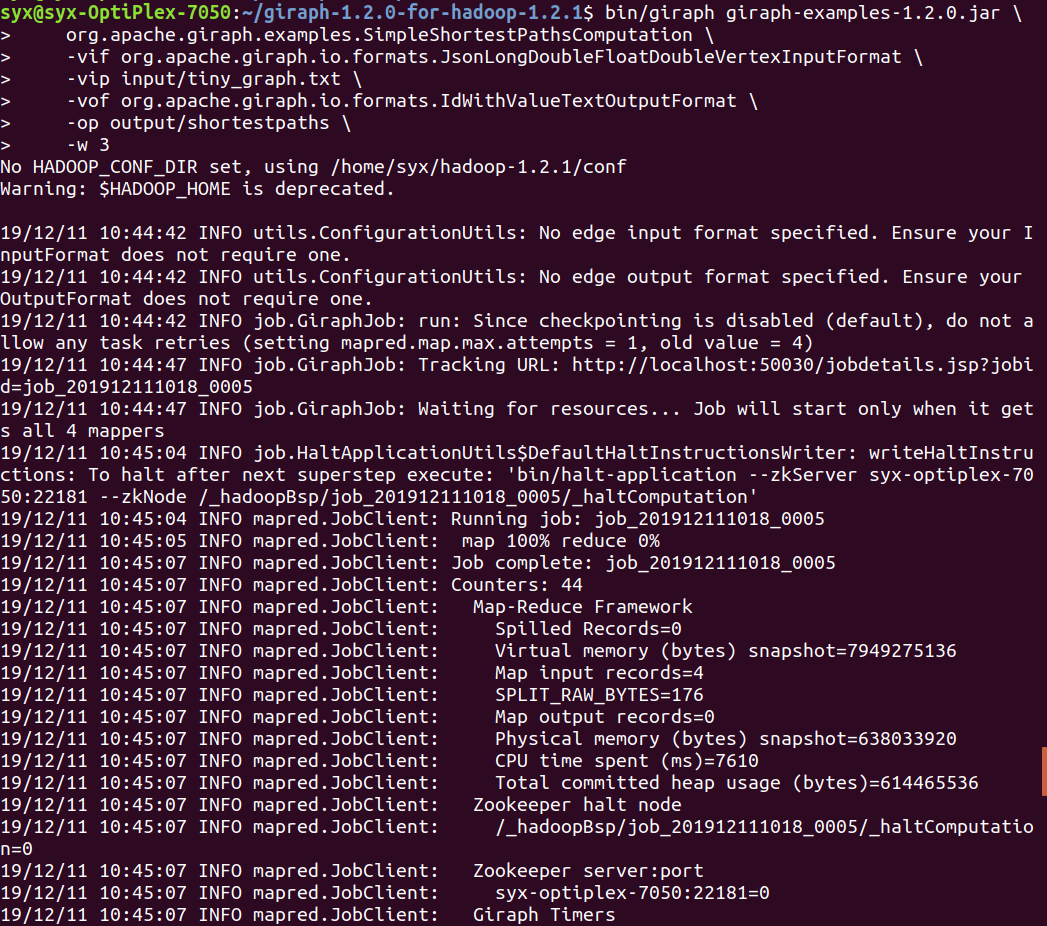 syx@syx-OptiPlex-7050:~/giraph-1.2.0-for-hadoop-1.2.1$ bin/giraph giraph-examples-1.2.0.jar \
>     org.apache.giraph.examples.SimpleShortestPathsComputation \
>     -vif org.apache.giraph.io.formats.JsonLongDoubleFloatDoubleVertexInputFormat \
>     -vip input/tiny_graph.txt \
>     -vof org.apache.giraph.io.formats.IdWithValueTextOutputFormat \
>     -op output/shortestpaths \
>     -w 3
No HADOOP_CONF_DIR set, using /home/syx/hadoop-1.2.1/conf
Warning: $HADOOP_HOME is deprecated.

19/12/11 10:44:42 INFO utils.ConfigurationUtils: No edge input format specified. Ensure your I
nputFormat does not require one.
19/12/11 10:44:42 INFO utils.ConfigurationUtils: No edge output format specified. Ensure your
OutputFormat does not require one.
19/12/11 10:44:42 INFO job.GiraphJob: run: Since checkpointing is disabled (default), do not a
llow any task retries (setting mapred.map.max.attempts = 1, old value = 4)
19/12/11 10:44:47 INFO job.GiraphJob: Tracking URL: http://localhost:50030/jobdetails.jsp?jobi
d=job_201912111018_0005
19/12/11 10:44:47 INFO job.GiraphJob: Waiting for resources... Job will start only when it get
s all 4 mappers
19/12/11 10:45:04 INFO job.HaltApplicationUtils$DefaultHaltInstructionsWriter: writeHaltInstru
ctions: To halt after next superstep execute: 'bin/halt-application --zkServer syx-optiplex-70
50:22181 --zkNode /_hadoopBsp/job_201912111018_0005/_haltComputation'
19/12/11 10:45:04 INFO mapred.JobClient: Running job: job_201912111018_0005
19/12/11 10:45:05 INFO mapred.JobClient:  map 100% reduce 0%
19/12/11 10:45:07 INFO mapred.JobClient: Job complete: job_201912111018_0005
19/12/11 10:45:07 INFO mapred.JobClient: Counters: 44
19/12/11 10:45:07 INFO mapred.JobClient:   Map-Reduce Framework
19/12/11 10:45:07 INFO mapred.JobClient:     Spilled Records=0
19/12/11 10:45:07 INFO mapred.JobClient:     Virtual memory (bytes) snapshot=7949275136
19/12/11 10:45:07 INFO mapred.JobClient:     Map input records=4
19/12/11 10:45:07 INFO mapred.JobClient:     SPLIT_RAW_BYTES=176
19/12/11 10:45:07 INFO mapred.JobClient:     Map output records=0
19/12/11 10:45:07 INFO mapred.JobClient:     Physical memory (bytes) snapshot=638033920
19/12/11 10:45:07 INFO mapred.JobClient:     CPU time spent (ms)=7610
19/12/11 10:45:07 INFO mapred.JobClient:     Total committed heap usage (bytes)=614465536
19/12/11 10:45:07 INFO mapred.JobClient:   Zookeeper halt node
19/12/11 10:45:07 INFO mapred.JobClient:     /_hadoopBsp/job_201912111018_0005/_haltComputatio
n=0
19/12/11 10:45:07 INFO mapred.JobClient:   Zookeeper server:port
19/12/11 10:45:07 INFO mapred.JobClient:     syx-optiplex-7050:22181=0
19/12/11 10:45:07 INFO mapred.JobClient:   Giraph Timers